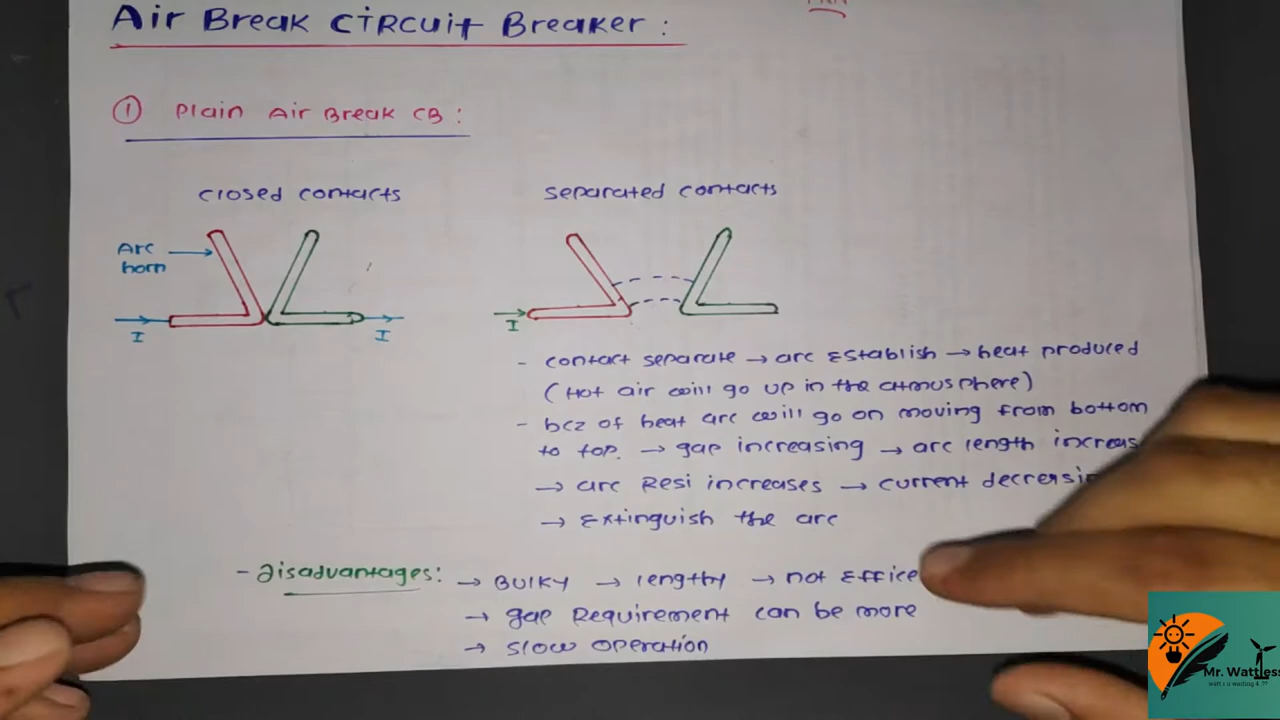 Air Break Circuit Breaker :
① Plain Air Break CB :
closed contacts
separated contacts
Arc
horn
I
I
I
- contact separate → arc Establish → heat produced
(Hot air will go up in the atmosphere)
- bcz of heat arc will go on moving from bottom
to top. → gap increasing → arc length increas
→ arc Resi increases → current decreasin
→ Extinguish the arc
- Disadvantages: → Bulky → lengthy → not Effice
→ gap Requirement can be more
→ slow operation
Mr. Wattless